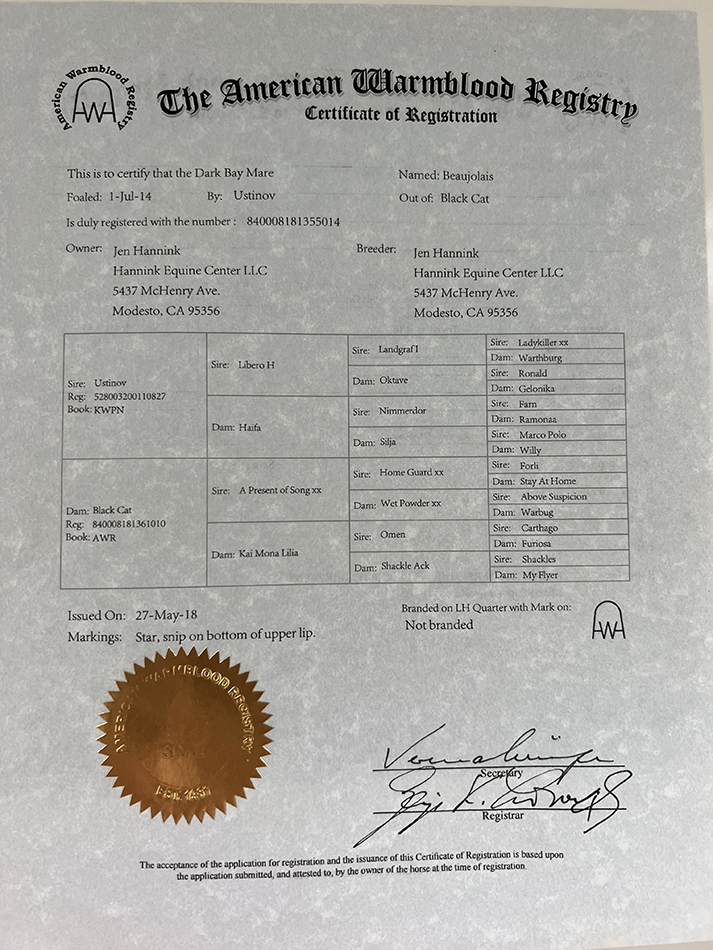 American Warmblood Registry
AWR
The American Warmblood Registry
Certificate of Registration
This is to certify that the Dark Bay Mare Named: Beaujolais
Foaled: 1-Jul-14 By: Ustinov Out of: Black Cat
Is duly registered with the number : 840008181355014
Owner: Jen Hannink
Hannink Equine Center LLC
5437 McHenry Ave.
Modesto, CA 95356
Breeder: Jen Hannink
Hannink Equine Center LLC
5437 McHenry Ave.
Modesto, CA 95356
Sire: Ustinov
Reg: 528003200110827
Book: KWPN
Dam: Black Cat
Reg: 840008181361010
Book: AWR
Sire: Libero H
Dam: Haifa
Sire: A Present of Song xx
Dam: Kai Mona Lilia
Sire: Landgraf I
Dam: Oktave
Sire: Nimmerdor
Dam: Silja
Sire: Home Guard xx
Dam: Wet Powder xx
Sire: Omen
Dam: Shackle Ack
Sire: Ladykiller xx
Dam: Warthburg
Sire: Ronald
Dam: Gelonika
Sire: Farn
Dam: Ramonaa
Sire: Marco Polo
Dam: Willy
Sire: Forli
Dam: Stay At Home
Sire: Above Suspicion
Dam: Warbug
Sire: Carthago
Dam: Furiosa
Sire: Shackles
Dam: My Flyer
Issued On: 27-May-18
Markings: Star, snip on bottom of upper lip.
Branded on LH Quarter with Mark on:
Not branded
AWR
AMERICAN WARMBLOOD REGISTRY
Secretary
Registrar
The acceptance of the application for registration and the issuance of this Certificate of Registration is based upon
the application submitted, and attested to, by the owner of the horse at the time of registration.